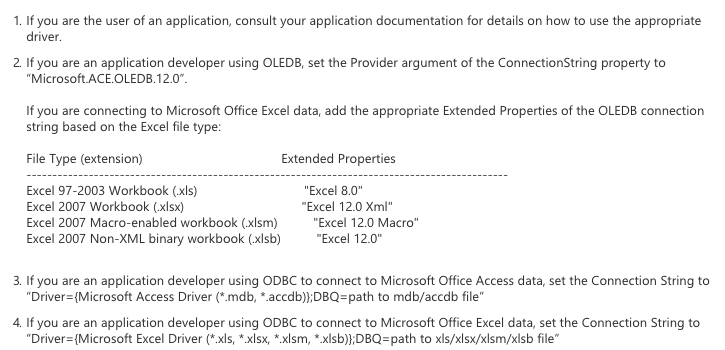 1. If you are the user of an application, consult your application documentation for details on how to use the appropriate
driver.
2. If you are an application developer using OLEDB, set the Provider argument of the ConnectionString property to
“Microsoft.ACE.OLEDB.12.0”.
If you are connecting to Microsoft Office Excel data, add the appropriate Extended Properties of the OLEDB connection
string based on the Excel file type:
File Type (extension) Extended Properties
---------------------------------------------------------------------------------------------
Excel 97-2003 Workbook (.xls) "Excel 8.0"
Excel 2007 Workbook (.xlsx) "Excel 12.0 Xml"
Excel 2007 Macro-enabled workbook (.xlsm) "Excel 12.0 Macro"
Excel 2007 Non-XML binary workbook (.xlsb) "Excel 12.0"
3. If you are an application developer using ODBC to connect to Microsoft Office Access data, set the Connection String to
“Driver={Microsoft Access Driver (*.mdb, *.accdb)};DBQ=path to mdb/accdb file”
4. If you are an application developer using ODBC to connect to Microsoft Office Excel data, set the Connection String to
“Driver={Microsoft Excel Driver (*.xls, *.xlsx, *.xlsm, *.xlsb)};DBQ=path to xls/xlsx/xlsm/xlsb file”